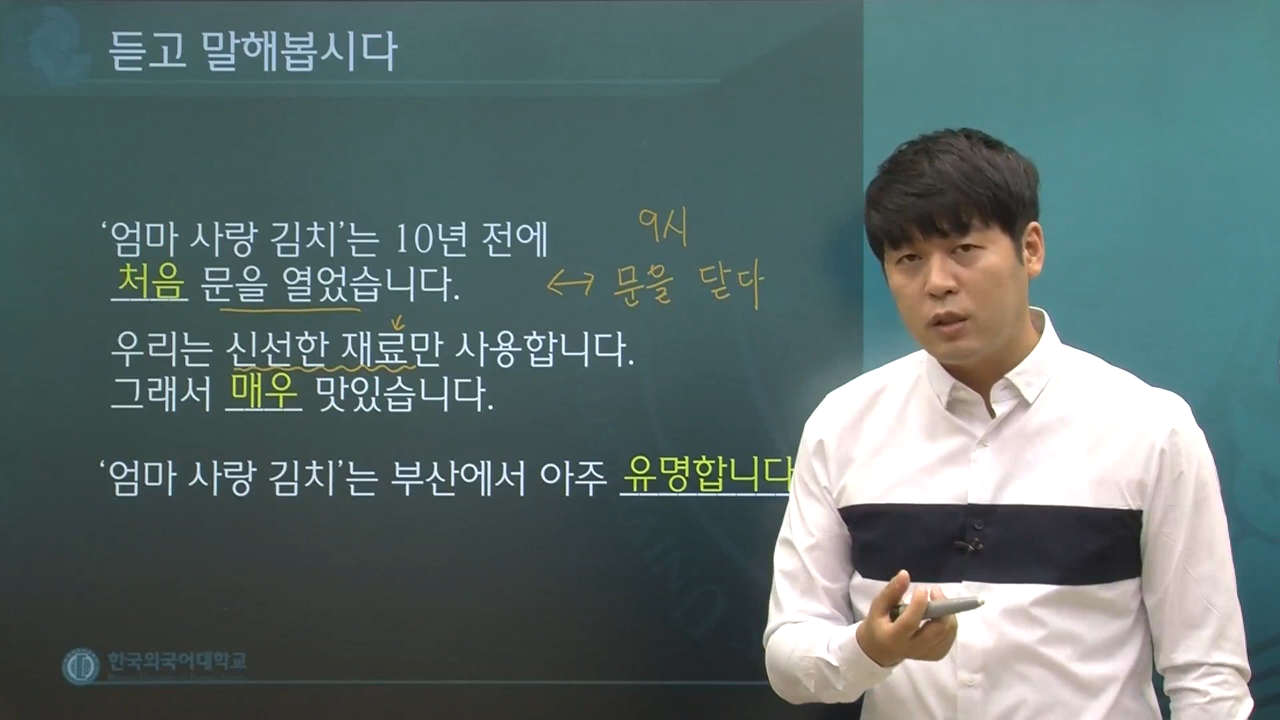 듣고 말해봅시다
‘엄마 사랑 김치’는 10년 전에
9시
처음 문을 열었습니다.
↔ 문을 닫다
우리는 신선한 재료만 사용합니다.
그래서 매우 맛있습니다.
‘엄마 사랑 김치’는 부산에서 아주 유명합니다
한국외국어대학교